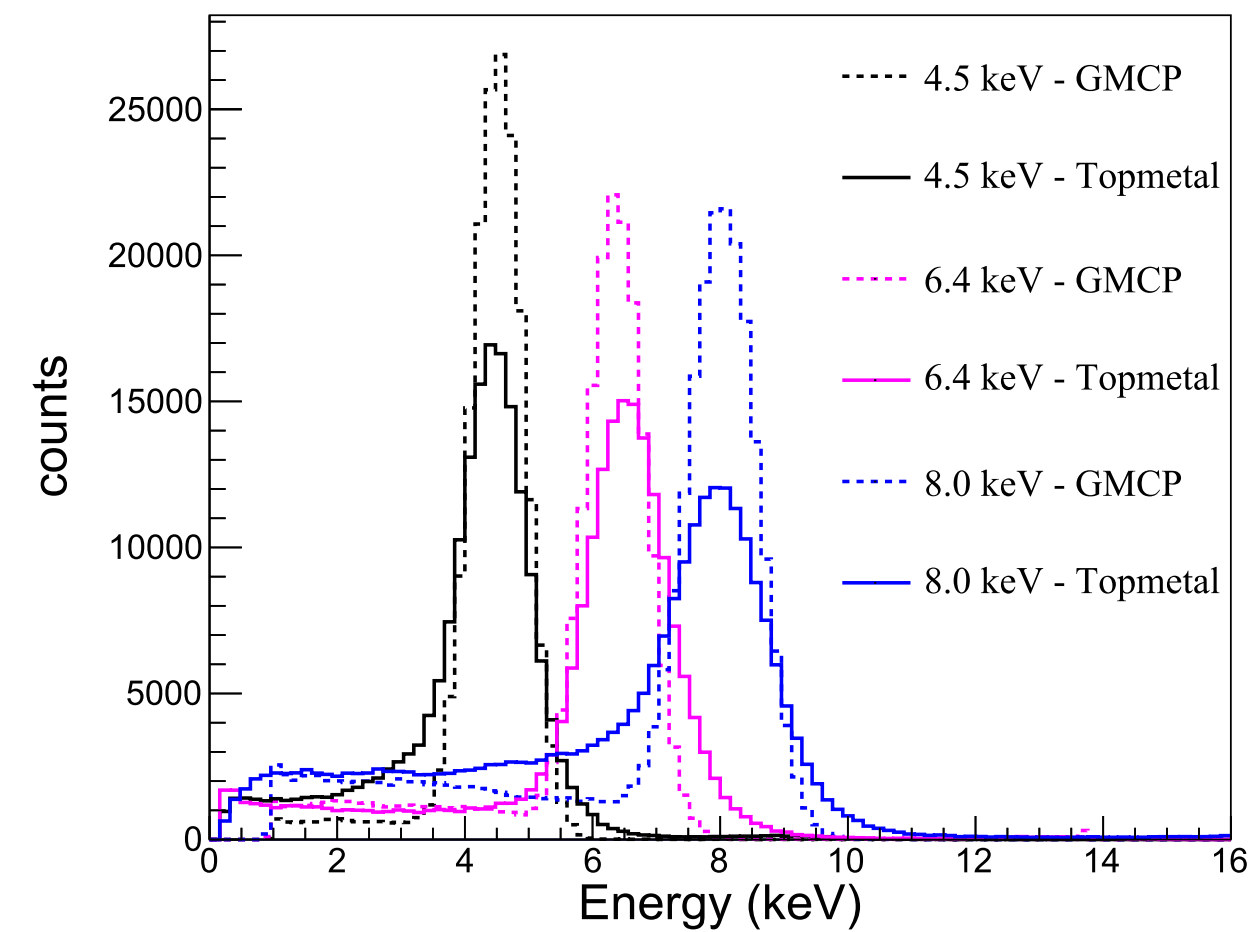 4.5 keV - GMCP
4.5 keV - Topmetal
6.4 keV - GMCP
6.4 keV - Topmetal
8.0 keV - GMCP
8.0 keV - Topmetal
counts
25000
20000
15000
10000
5000
0
0 2 4 6 8 10 12 14 16
Energy (keV)